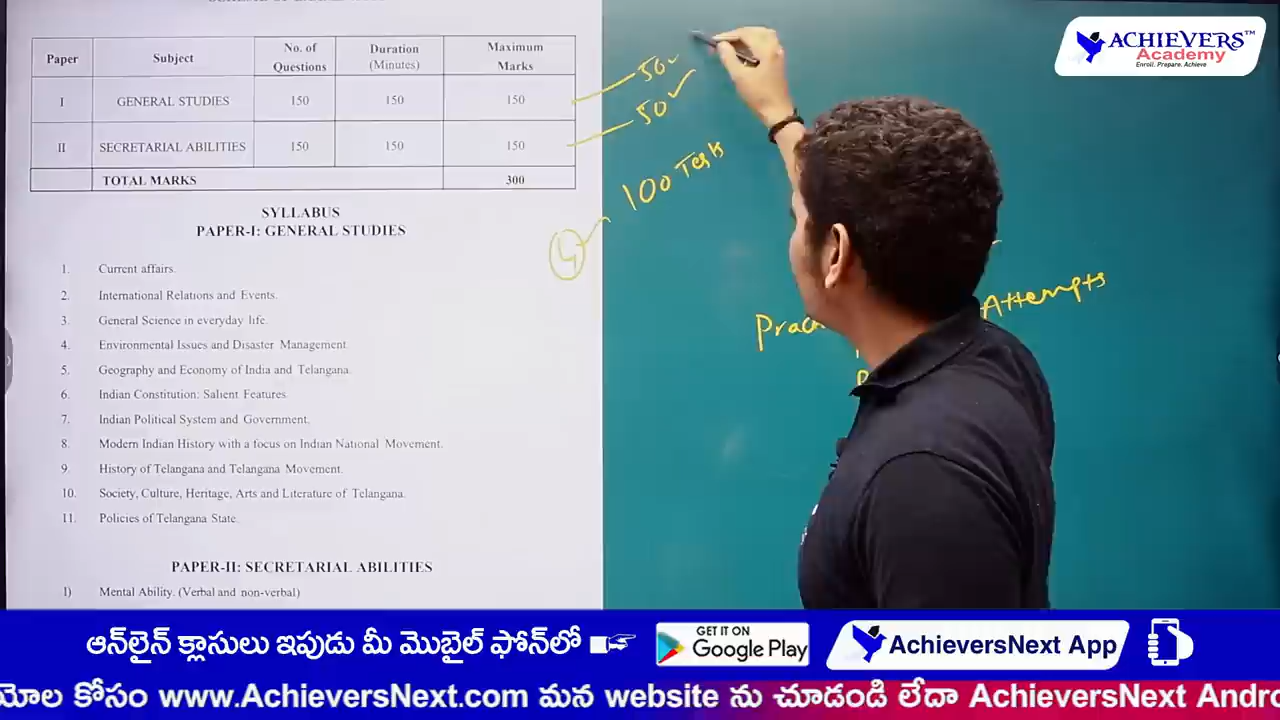 Paper Subject No. of Questions Duration (Minutes) Maximum Marks
I GENERAL STUDIES 150 150 150
II SECRETARIAL ABILITIES 150 150 150
TOTAL MARKS 300
SYLLABUS
PAPER-I: GENERAL STUDIES
1. Current affairs.
2. International Relations and Events.
3. General Science in everyday life.
4. Environmental Issues and Disaster Management.
5. Geography and Economy of India and Telangana.
6. Indian Constitution: Salient Features.
7. Indian Political System and Government.
8. Modern Indian History with a focus on Indian National Movement.
9. History of Telangana and Telangana Movement.
10. Society, Culture, Heritage, Arts and Literature of Telangana.
11. Policies of Telangana State.
PAPER-II: SECRETARIAL ABILITIES
I) Mental Ability. (Verbal and non-verbal)
50
50
100 Tests
4
Attempts
ACHIEVERS™
Academy
Enroll. Prepare. Achieve
ఆన్‌లైన్ క్లాసులు ఇపుడు మీ మొబైల్ ఫోన్‌లో
GET IT ON
Google Play
AchieversNext App
కోసం www.AchieversNext.com మన website ను చూడండి లేదా AchieversNext